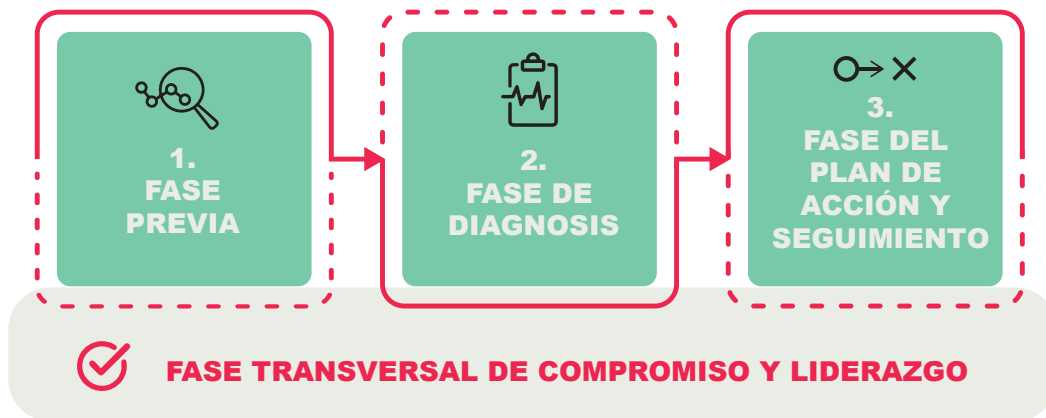 1.
FASE
PREVIA
2.
FASE DE
DIAGNOSIS
3.
FASE DEL
PLAN DE
ACCIÓN Y
SEGUIMIENTO
FASE TRANSVERSAL DE COMPROMISO Y LIDERAZGO